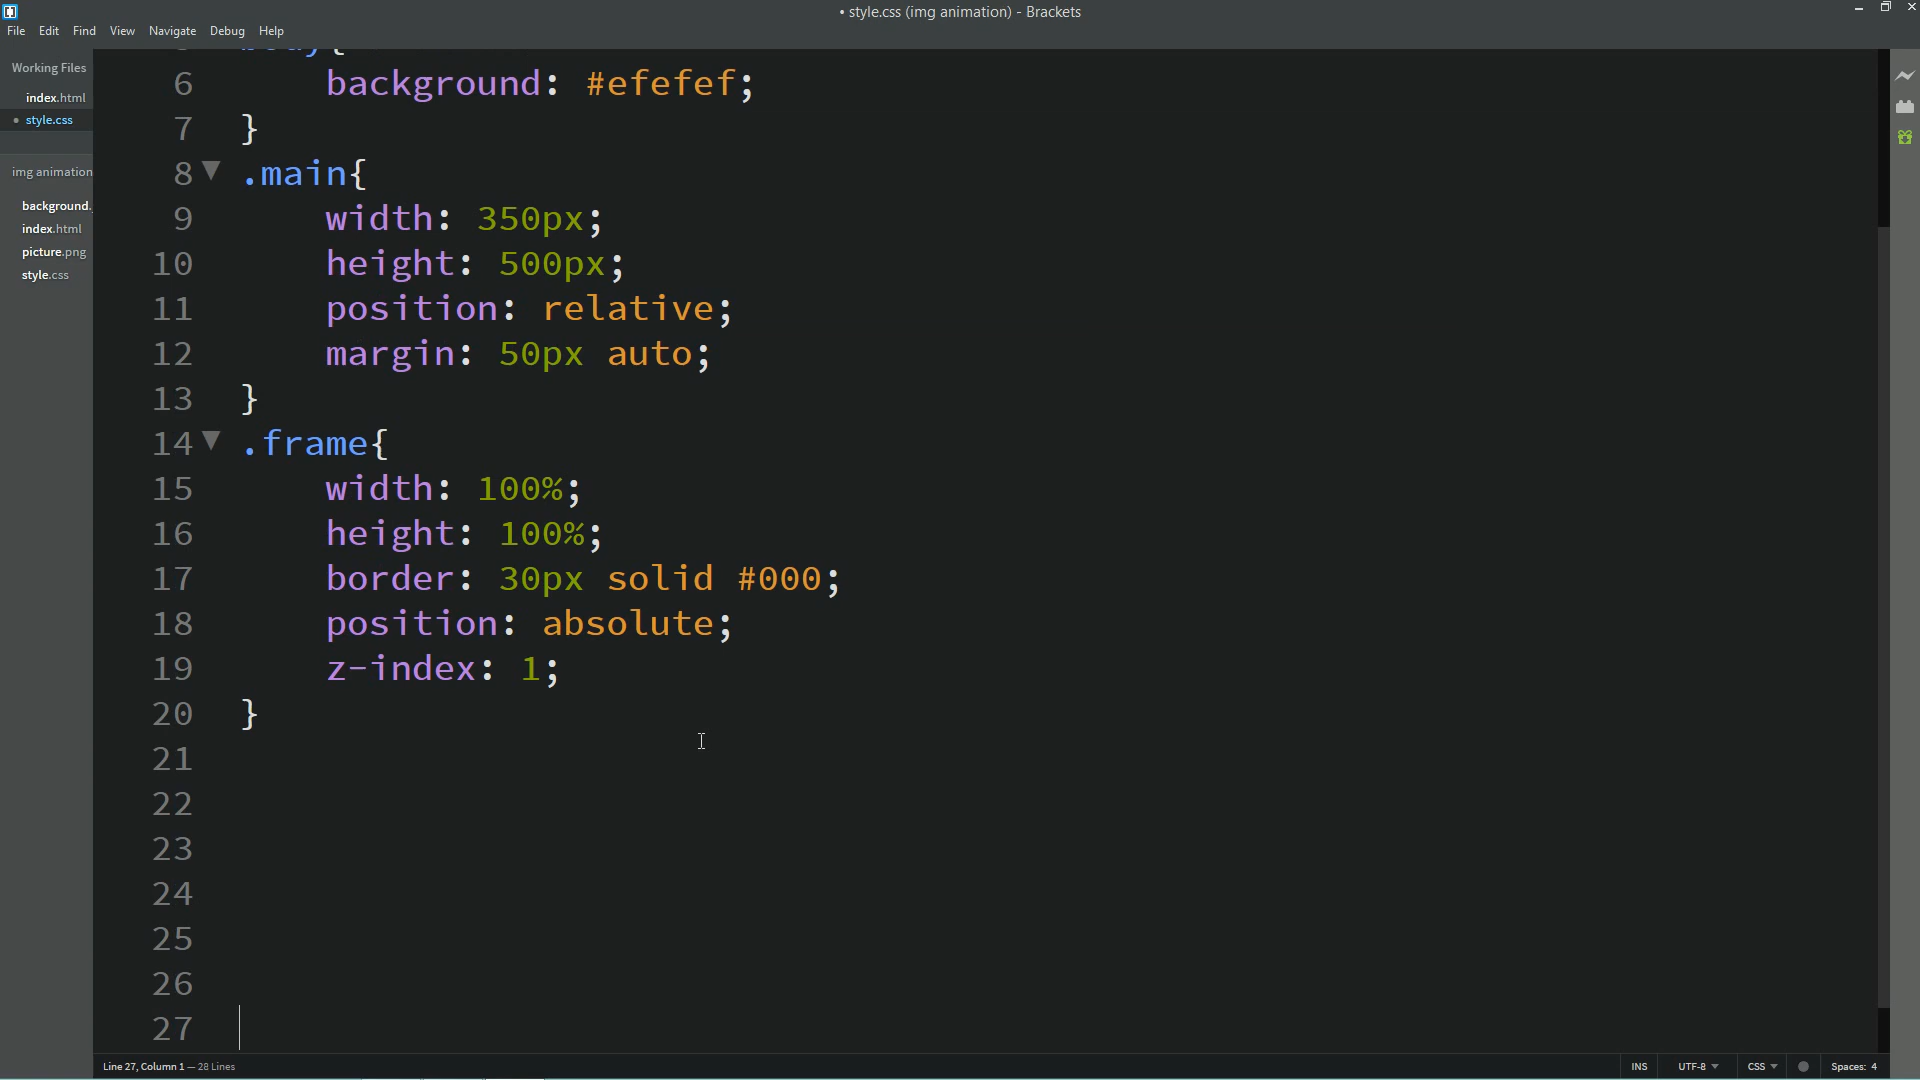 • style.css (img animation) - Brackets
File Edit Find View Navigate Debug Help
Working Files
index.html
• style.css
img animation
background.
index.html
picture.png
style.css
6 background: #efefef;
7 }
8 .main{
9 width: 350px;
10 height: 500px;
11 position: relative;
12 margin: 50px auto;
13 }
14 .frame{
15 width: 100%;
16 height: 100%;
17 border: 30px solid #000;
18 position: absolute;
19 z-index: 1;
20 }
21
22
23
24
25
26
27
Line 27, Column 1 — 28 Lines
INS UTF-8 CSS Spaces: 4